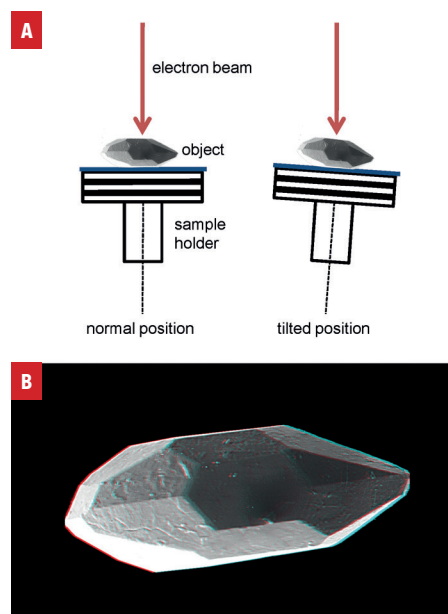 A
electron beam
object
sample
holder
normal position
tilted position
B